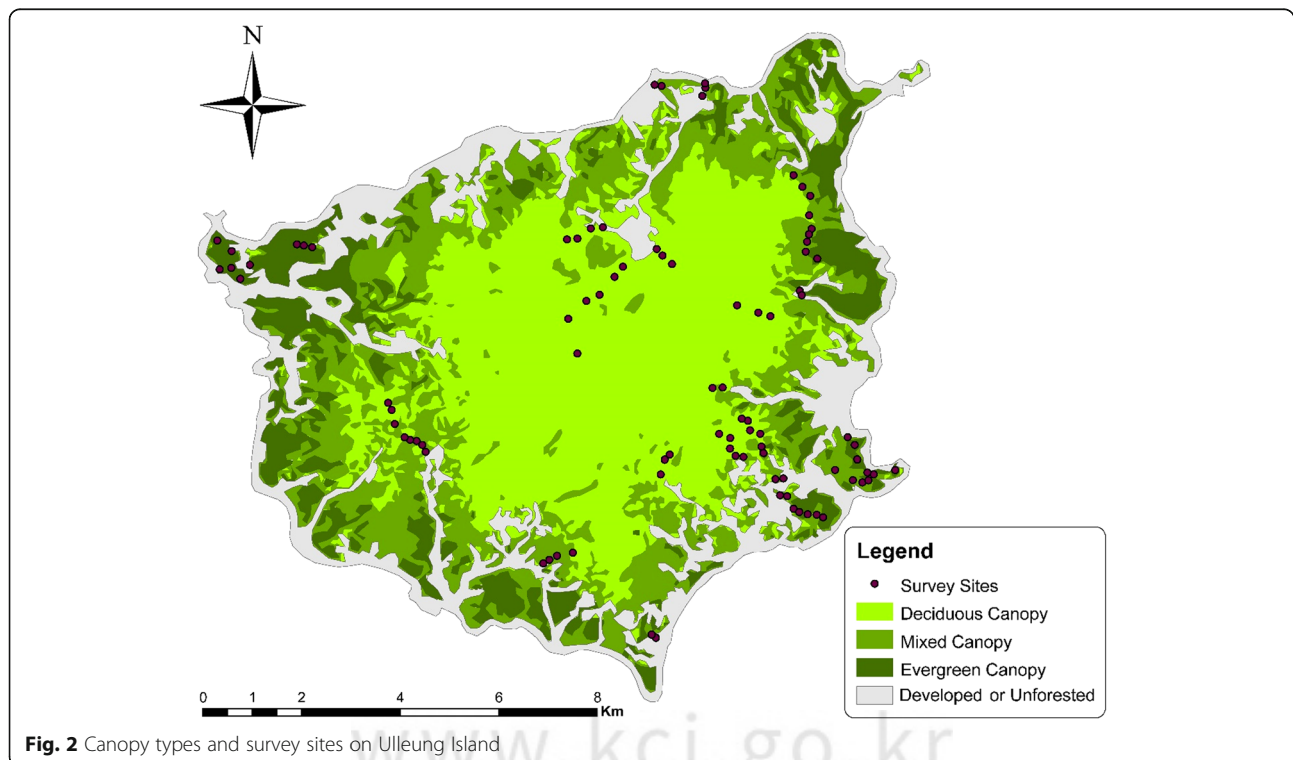 N
Legend
Survey Sites
Deciduous Canopy
Mixed Canopy
Evergreen Canopy
Developed or Unforested
0 1 2 4 6 8
Km
Fig. 2 Canopy types and survey sites on Ulleung Island
www.kci.go.kr